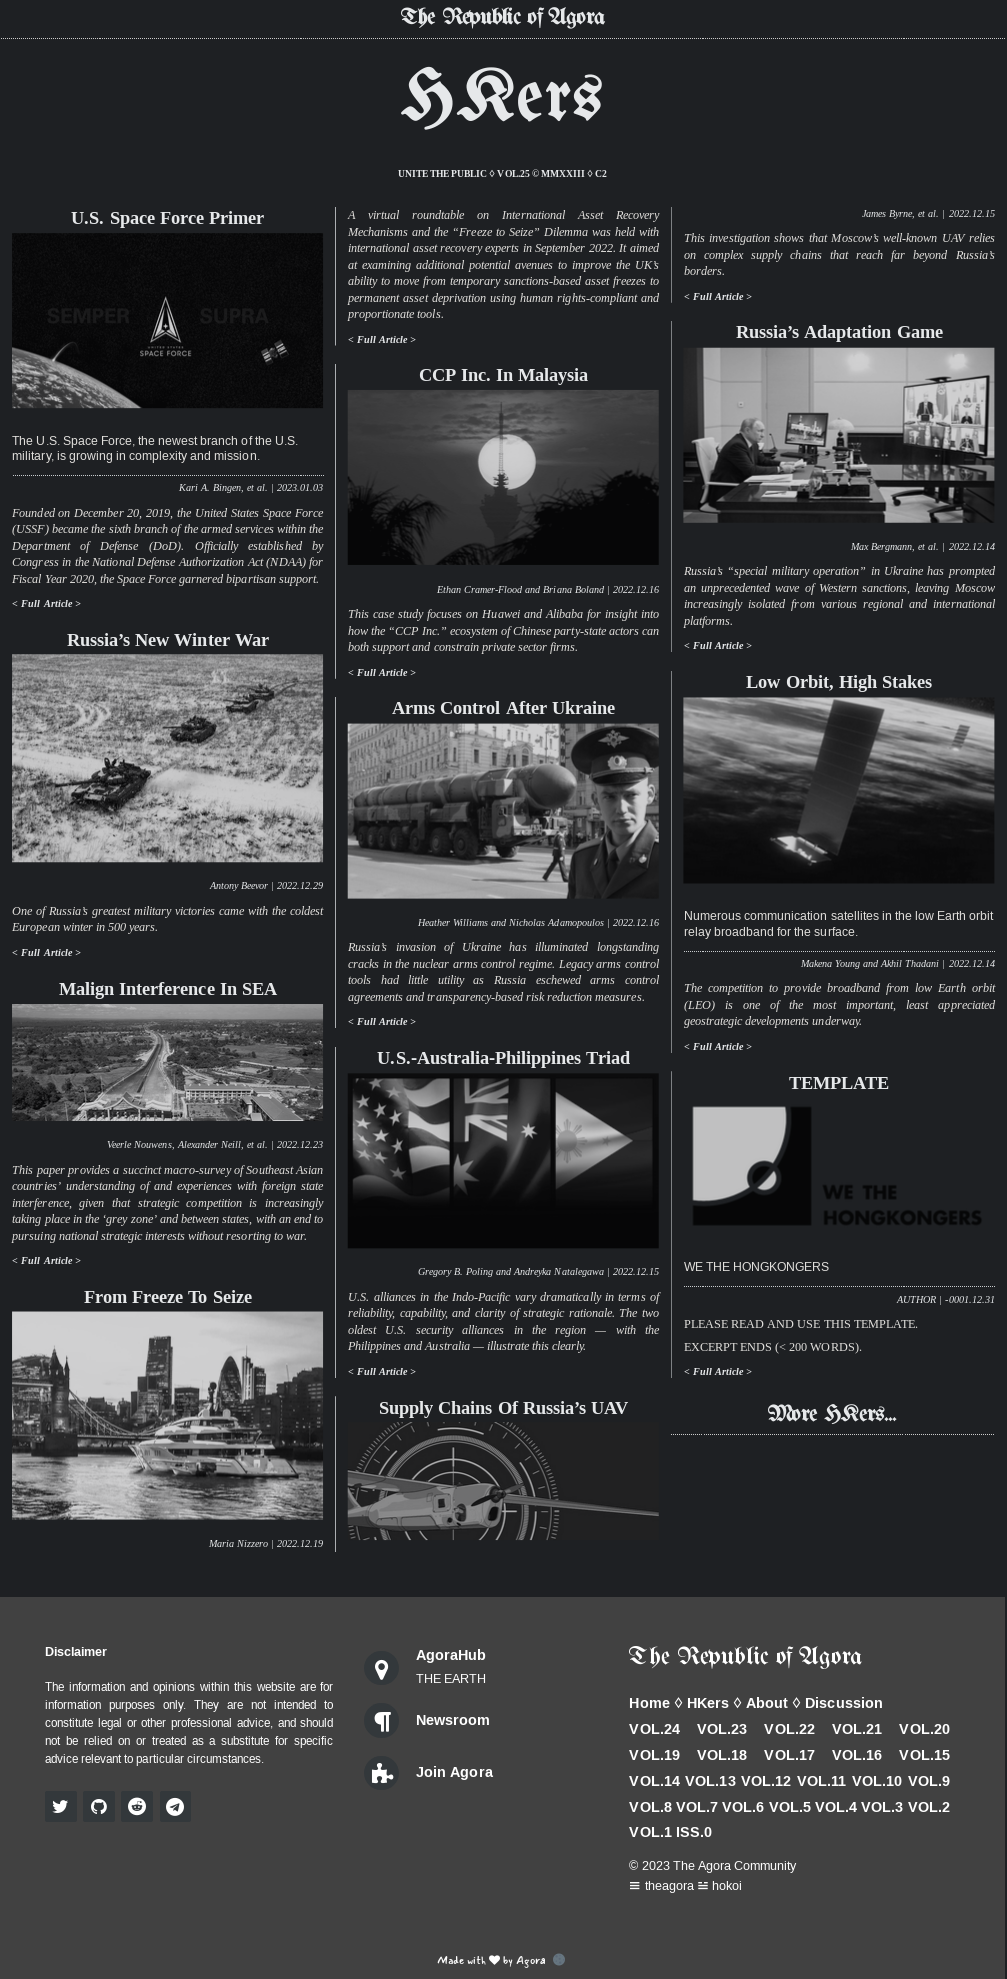 The Republic of Agora
HKers
UNITE THE PUBLIC ◊ VOL.25 © MMXXIII ◊ C2
U.S. Space Force Primer
SEMPER SUPRA
UNITED STATES
SPACE FORCE
The U.S. Space Force, the newest branch of the U.S.
military, is growing in complexity and mission.
Kari A. Bingen, et al. | 2023.01.03
Founded on December 20, 2019, the United States Space Force
(USSF) became the sixth branch of the armed services within the
Department of Defense (DoD). Officially established by
Congress in the National Defense Authorization Act (NDAA) for
Fiscal Year 2020, the Space Force garnered bipartisan support.
< Full Article >
Russia’s New Winter War
Antony Beevor | 2022.12.29
One of Russia’s greatest military victories came with the coldest
European winter in 500 years.
< Full Article >
Malign Interference In SEA
Veerle Nouwens, Alexander Neill, et al. | 2022.12.23
This paper provides a succinct macro-survey of Southeast Asian
countries’ understanding of and experiences with foreign state
interference, given that strategic competition is increasingly
taking place in the ‘grey zone’ and between states, with an end to
pursuing national strategic interests without resorting to war.
< Full Article >
From Freeze To Seize
Maria Nizzero | 2022.12.19
A virtual roundtable on International Asset Recovery
Mechanisms and the “Freeze to Seize” Dilemma was held with
international asset recovery experts in September 2022. It aimed
at examining additional potential avenues to improve the UK’s
ability to move from temporary sanctions-based asset freezes to
permanent asset deprivation using human rights-compliant and
proportionate tools.
< Full Article >
CCP Inc. In Malaysia
Ethan Cramer-Flood and Briana Boland | 2022.12.16
This case study focuses on Huawei and Alibaba for insight into
how the “CCP Inc.” ecosystem of Chinese party-state actors can
both support and constrain private sector firms.
< Full Article >
Arms Control After Ukraine
Heather Williams and Nicholas Adamopoulos | 2022.12.16
Russia’s invasion of Ukraine has illuminated longstanding
cracks in the nuclear arms control regime. Legacy arms control
tools had little utility as Russia eschewed arms control
agreements and transparency-based risk reduction measures.
< Full Article >
U.S.-Australia-Philippines Triad
Gregory B. Poling and Andreyka Natalegawa | 2022.12.15
U.S. alliances in the Indo-Pacific vary dramatically in terms of
reliability, capability, and clarity of strategic rationale. The two
oldest U.S. security alliances in the region — with the
Philippines and Australia — illustrate this clearly.
< Full Article >
Supply Chains Of Russia’s UAV
James Byrne, et al. | 2022.12.15
This investigation shows that Moscow’s well-known UAV relies
on complex supply chains that reach far beyond Russia’s
borders.
< Full Article >
Russia’s Adaptation Game
Max Bergmann, et al. | 2022.12.14
Russia’s “special military operation” in Ukraine has prompted
an unprecedented wave of Western sanctions, leaving Moscow
increasingly isolated from various regional and international
platforms.
< Full Article >
Low Orbit, High Stakes
Numerous communication satellites in the low Earth orbit
relay broadband for the surface.
Makena Young and Akhil Thadani | 2022.12.14
The competition to provide broadband from low Earth orbit
(LEO) is one of the most important, least appreciated
geostrategic developments underway.
< Full Article >
TEMPLATE
WE THE
HONGKONGERS
WE THE HONGKONGERS
AUTHOR | -0001.12.31
PLEASE READ AND USE THIS TEMPLATE.
EXCERPT ENDS (< 200 WORDS).
< Full Article >
More HKers...
Disclaimer
The information and opinions within this website are for
information purposes only. They are not intended to
constitute legal or other professional advice, and should
not be relied on or treated as a substitute for specific
advice relevant to particular circumstances.
AgoraHub
THE EARTH
Newsroom
Join Agora
The Republic of Agora
Home ◊ HKers ◊ About ◊ Discussion
VOL.24 VOL.23 VOL.22 VOL.21 VOL.20
VOL.19 VOL.18 VOL.17 VOL.16 VOL.15
VOL.14 VOL.13 VOL.12 VOL.11 VOL.10 VOL.9
VOL.8 VOL.7 VOL.6 VOL.5 VOL.4 VOL.3 VOL.2
VOL.1 ISS.0
© 2023 The Agora Community
𝌆 theagora 𝌡 hokoi
Made with ♥ by Agora